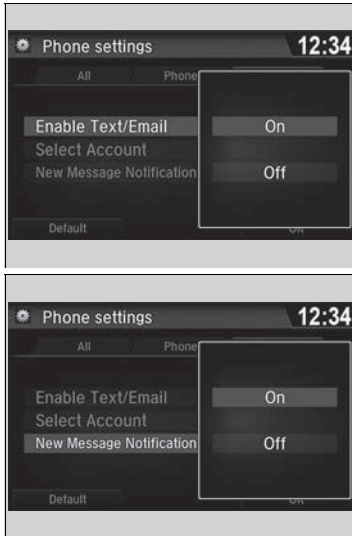 Phone settings 12:34
All Phone
Enable Text/Email On
Select Account
New Message Notification Off
Default
Phone settings 12:34
All Phone
Enable Text/Email On
Select Account
New Message Notification Off
Default